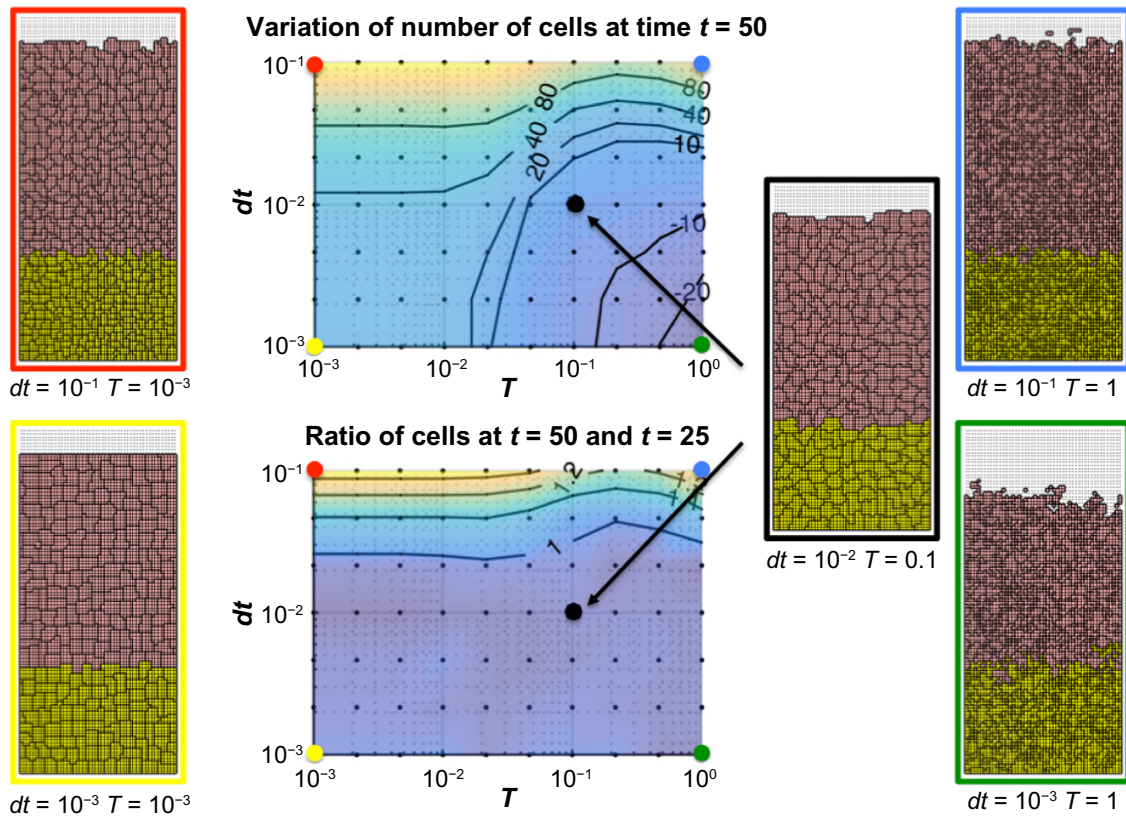 Variation of number of cells at time t = 50
10⁻¹
80
80
40
40
20
10
dt
10⁻²
-10
-20
10⁻³
10⁻³ 10⁻² 10⁻¹ 10⁰
T
dt = 10⁻¹ T = 10⁻³
dt = 10⁻¹ T = 1
Ratio of cells at t = 50 and t = 25
10⁻¹
1.2
1
dt
10⁻²
10⁻³
10⁻³ 10⁻² 10⁻¹ 10⁰
T
dt = 10⁻² T = 0.1
dt = 10⁻³ T = 10⁻³
dt = 10⁻³ T = 1